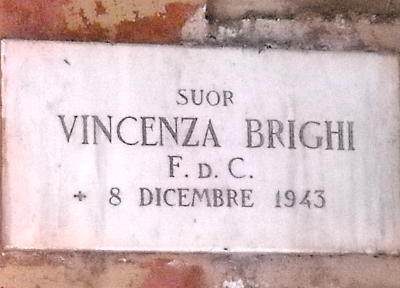 SUOR
VINCENZA BRIGHI
F. D. C.
+ 8 DICEMBRE 1943